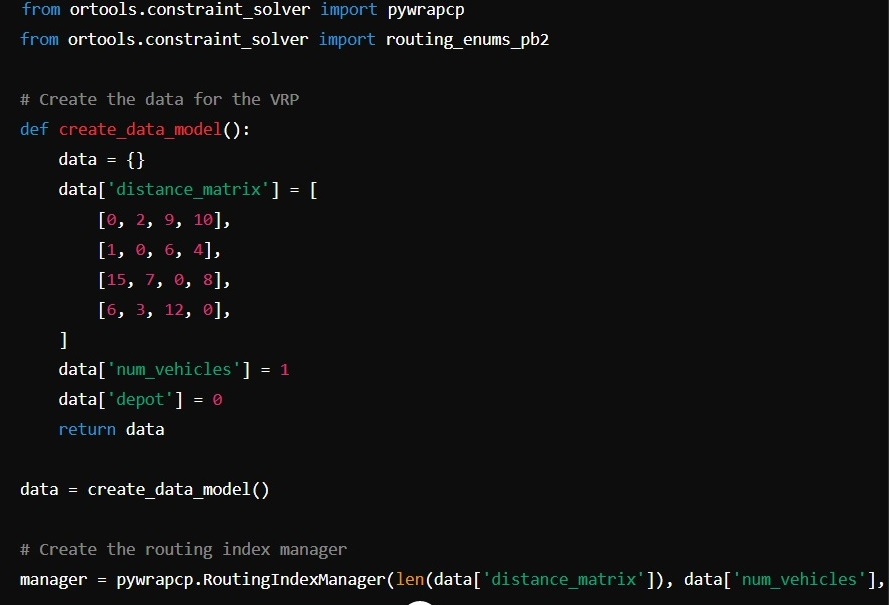 from ortools.constraint_solver import pywrapcp
from ortools.constraint_solver import routing_enums_pb2
# Create the data for the VRP
def create_data_model():
    data = {}
    data['distance_matrix'] = [
        [0, 2, 9, 10],
        [1, 0, 6, 4],
        [15, 7, 0, 8],
        [6, 3, 12, 0],
    ]
    data['num_vehicles'] = 1
    data['depot'] = 0
    return data
data = create_data_model()
# Create the routing index manager
manager = pywrapcp.RoutingIndexManager(len(data['distance_matrix']), data['num_vehicles'],